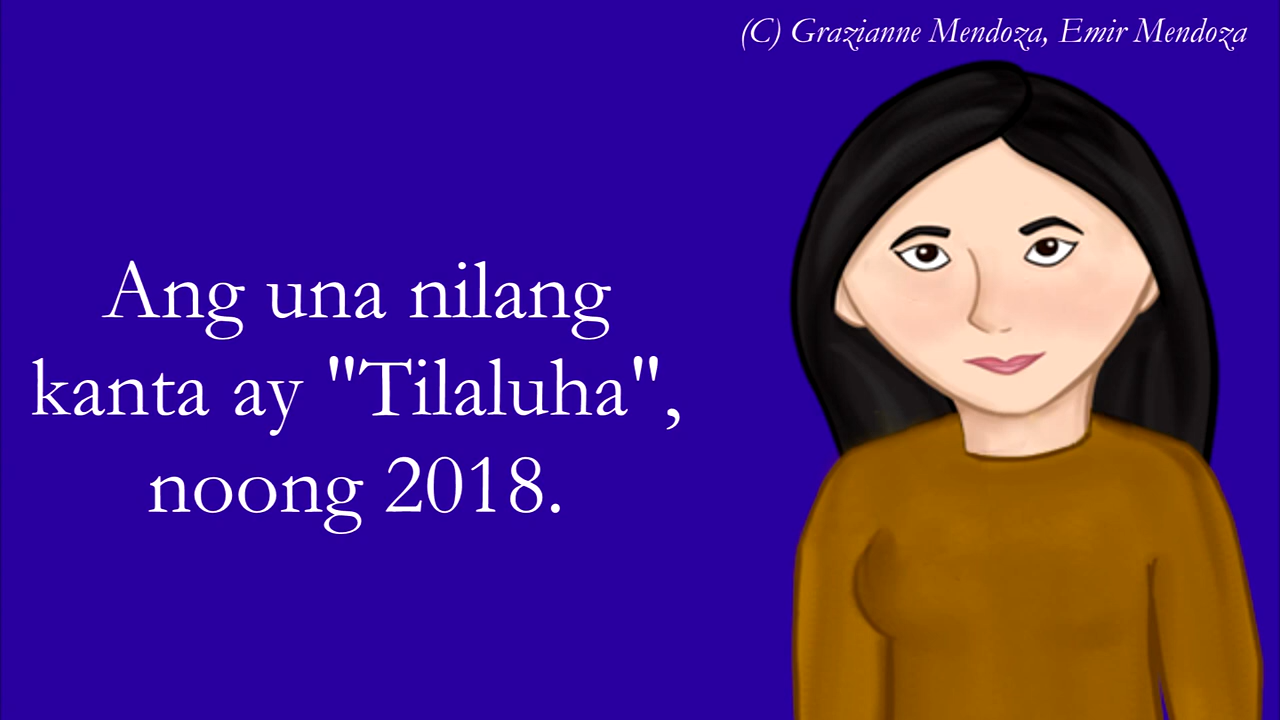 (C) Grazianne Mendoza, Emir Mendoza
Ang una nilang
kanta ay "Tilaluha",
noong 2018.